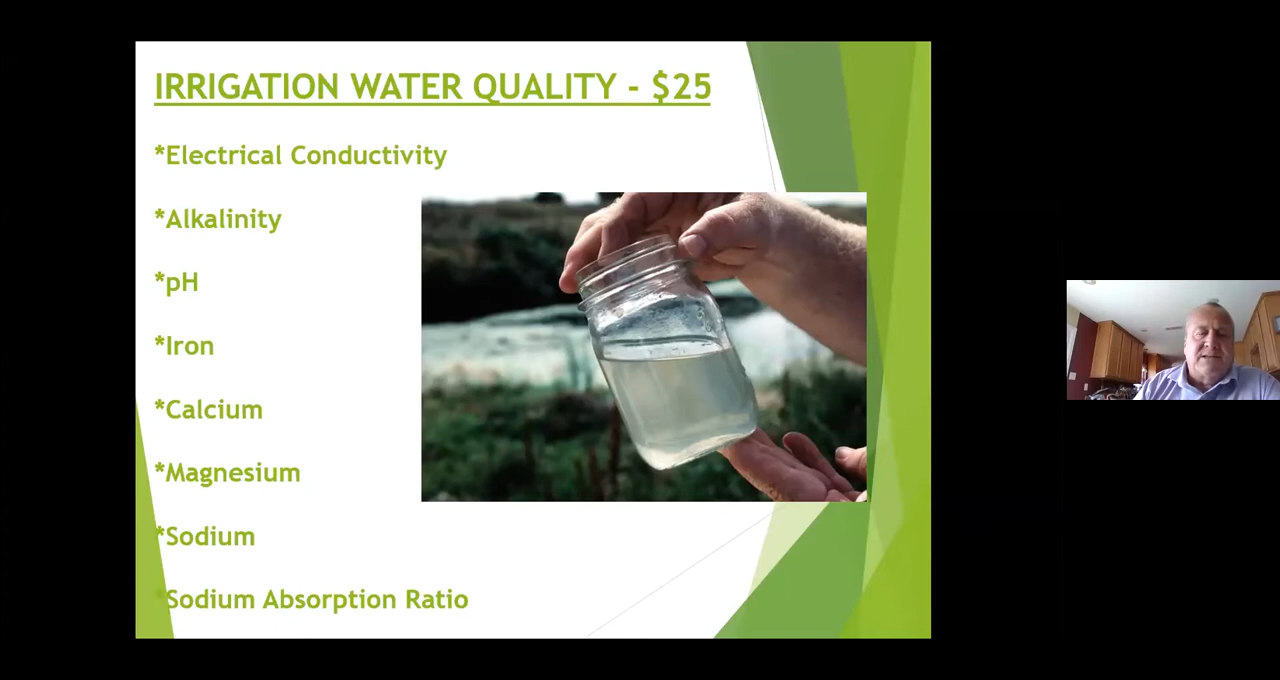 IRRIGATION WATER QUALITY - $25
*Electrical Conductivity
*Alkalinity
*pH
*Iron
*Calcium
*Magnesium
*Sodium
*Sodium Absorption Ratio